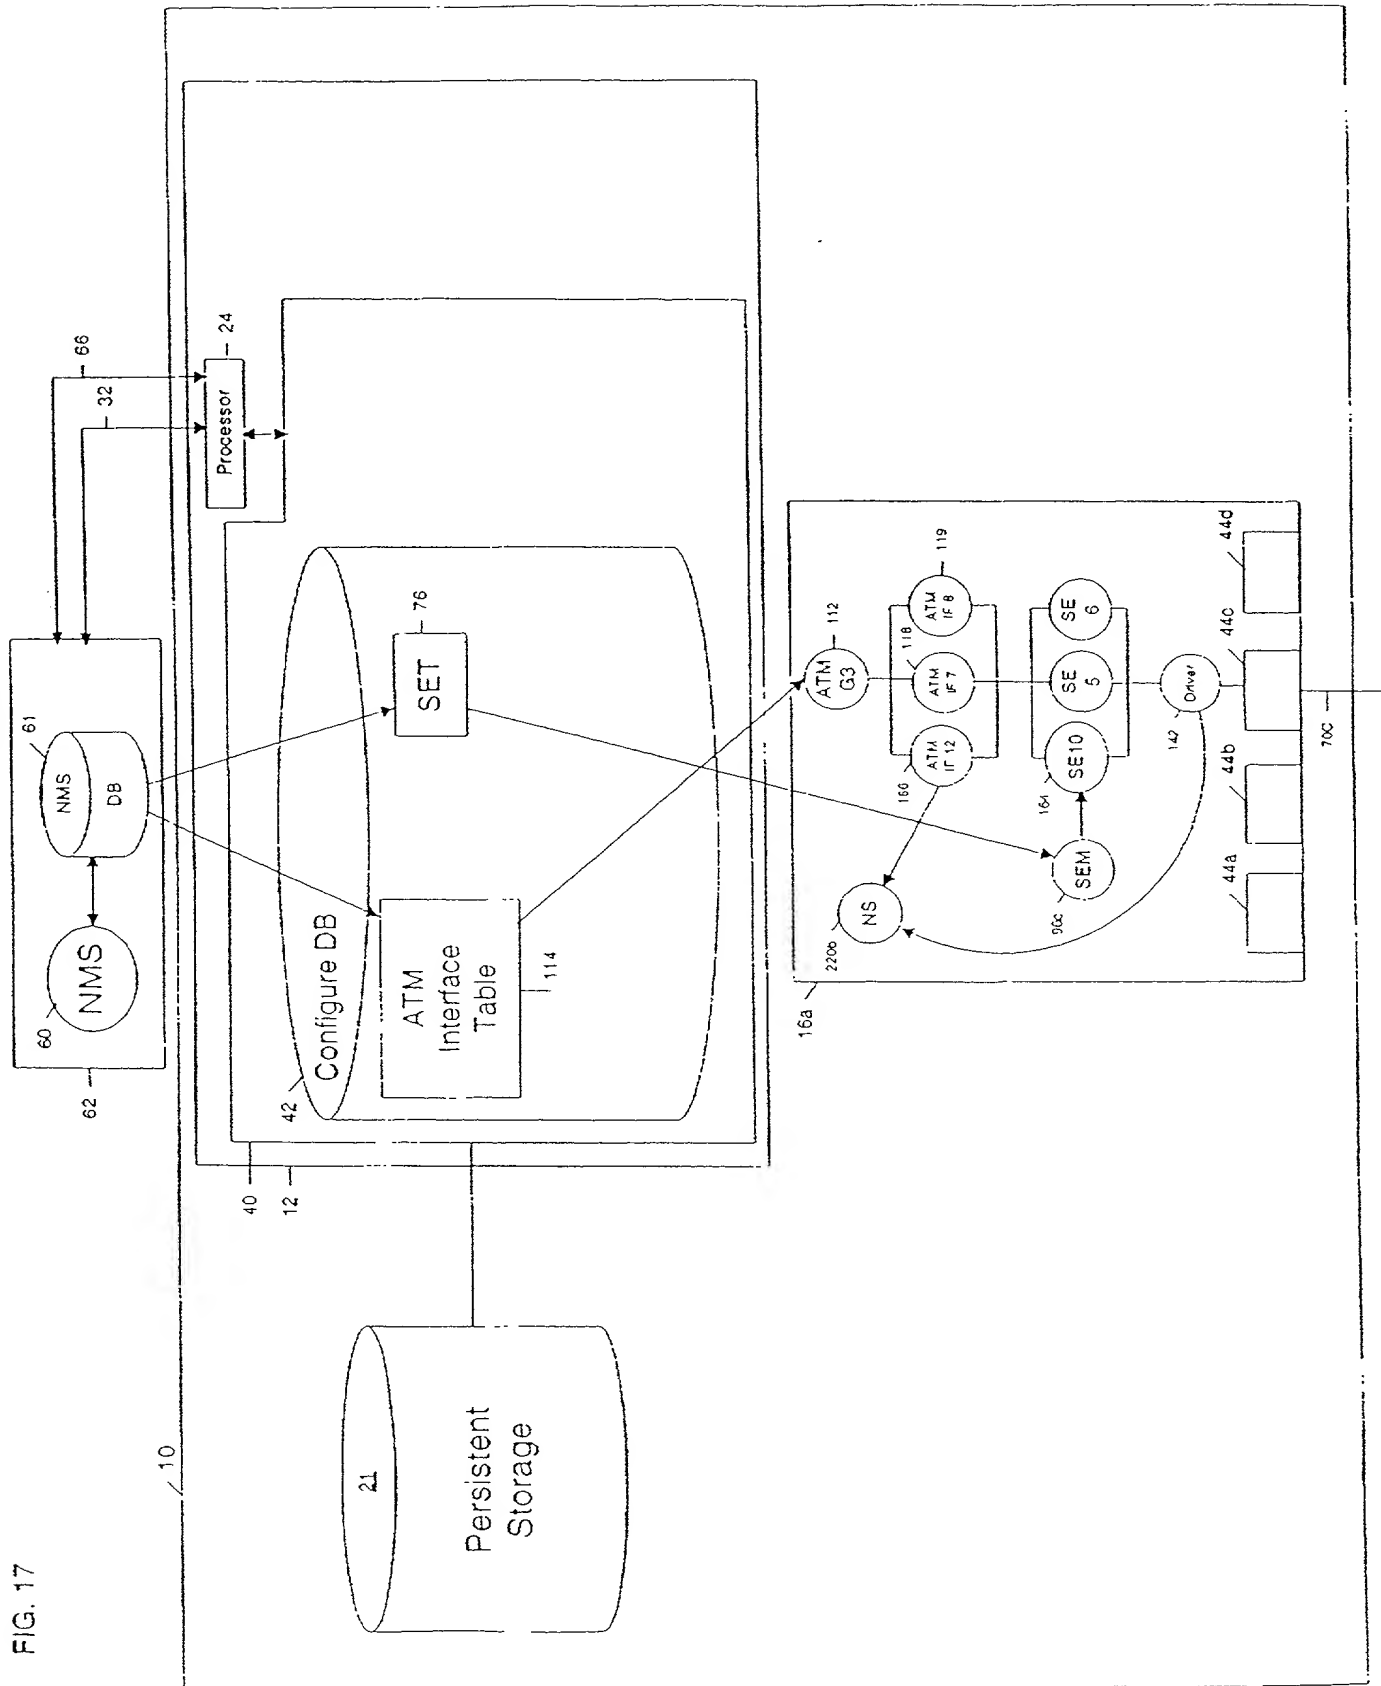 FIG. 17
10
62
60
NMS
61
NMS
DB
66
32
24
Processor
40
12
42
Configure DB
76
SET
ATM
Interface
Table
114
21
Persistent
Storage
16a
112
ATM
G3
119
ATM
IF 8
118
ATM
IF7
166
ATM
IF 12
SE
6
SE
5
164
SE10
SEM
96c
NS
220b
142
Driver
44a
44b
44c
44d
70C